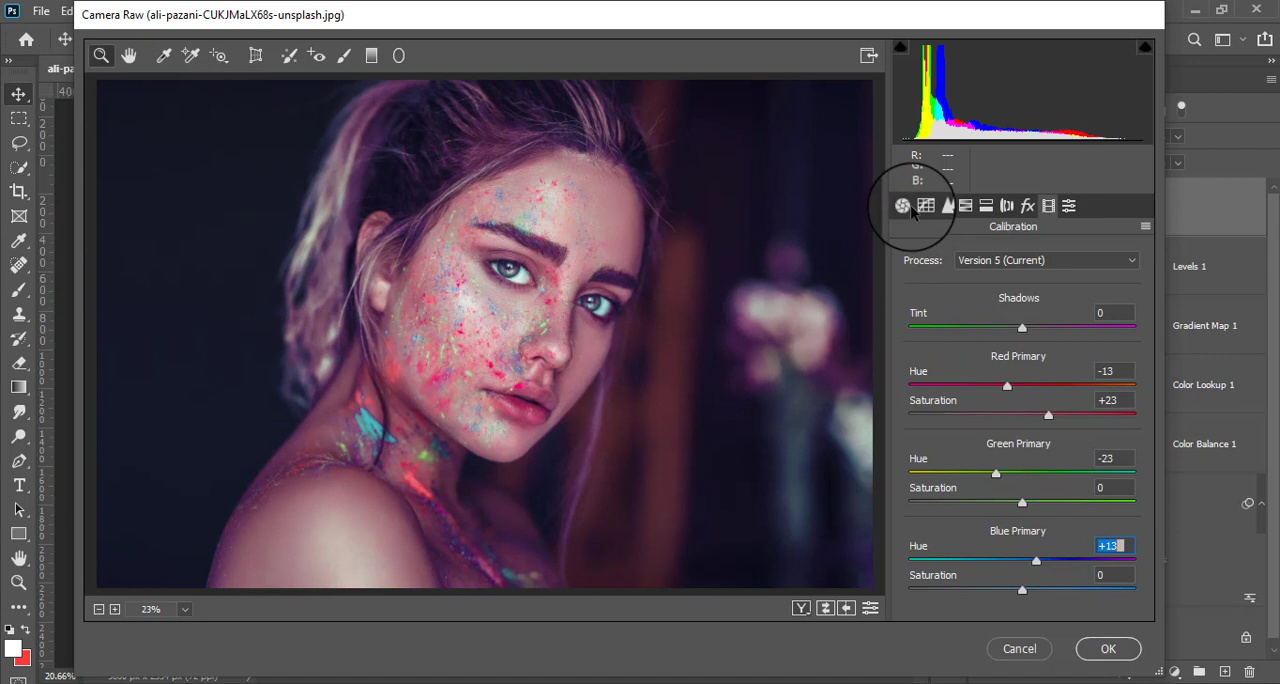 Ps File Ed
Camera Raw (ali-pazani-CUKJMaLX68s-unsplash.jpg)
ali-pa
R: ---
G: ---
B: --
fx
Calibration
Process: Version 5 (Current)
Shadows
Tint 0
Red Primary
Hue -13
Saturation +23
Green Primary
Hue -23
Saturation 0
Blue Primary
Hue +13
Saturation 0
Levels 1
Gradient Map 1
Color Lookup 1
Color Balance 1
23%
Y
Cancel OK
20.66%